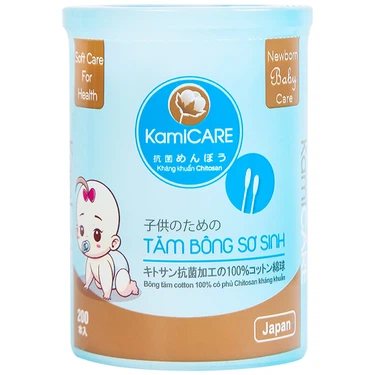 Soft Care
For
Health
Newborn
Baby
Care
KamiCARE
抗菌めんぼう
Kháng khuẩn Chitosan
子供のための
TĂM BÔNG SƠ SINH
キトサン抗菌加工の100%コットン綿球
Bông tăm cotton 100% có phủ Chitosan kháng khuẩn
200
本入
Japan
KamiCARE